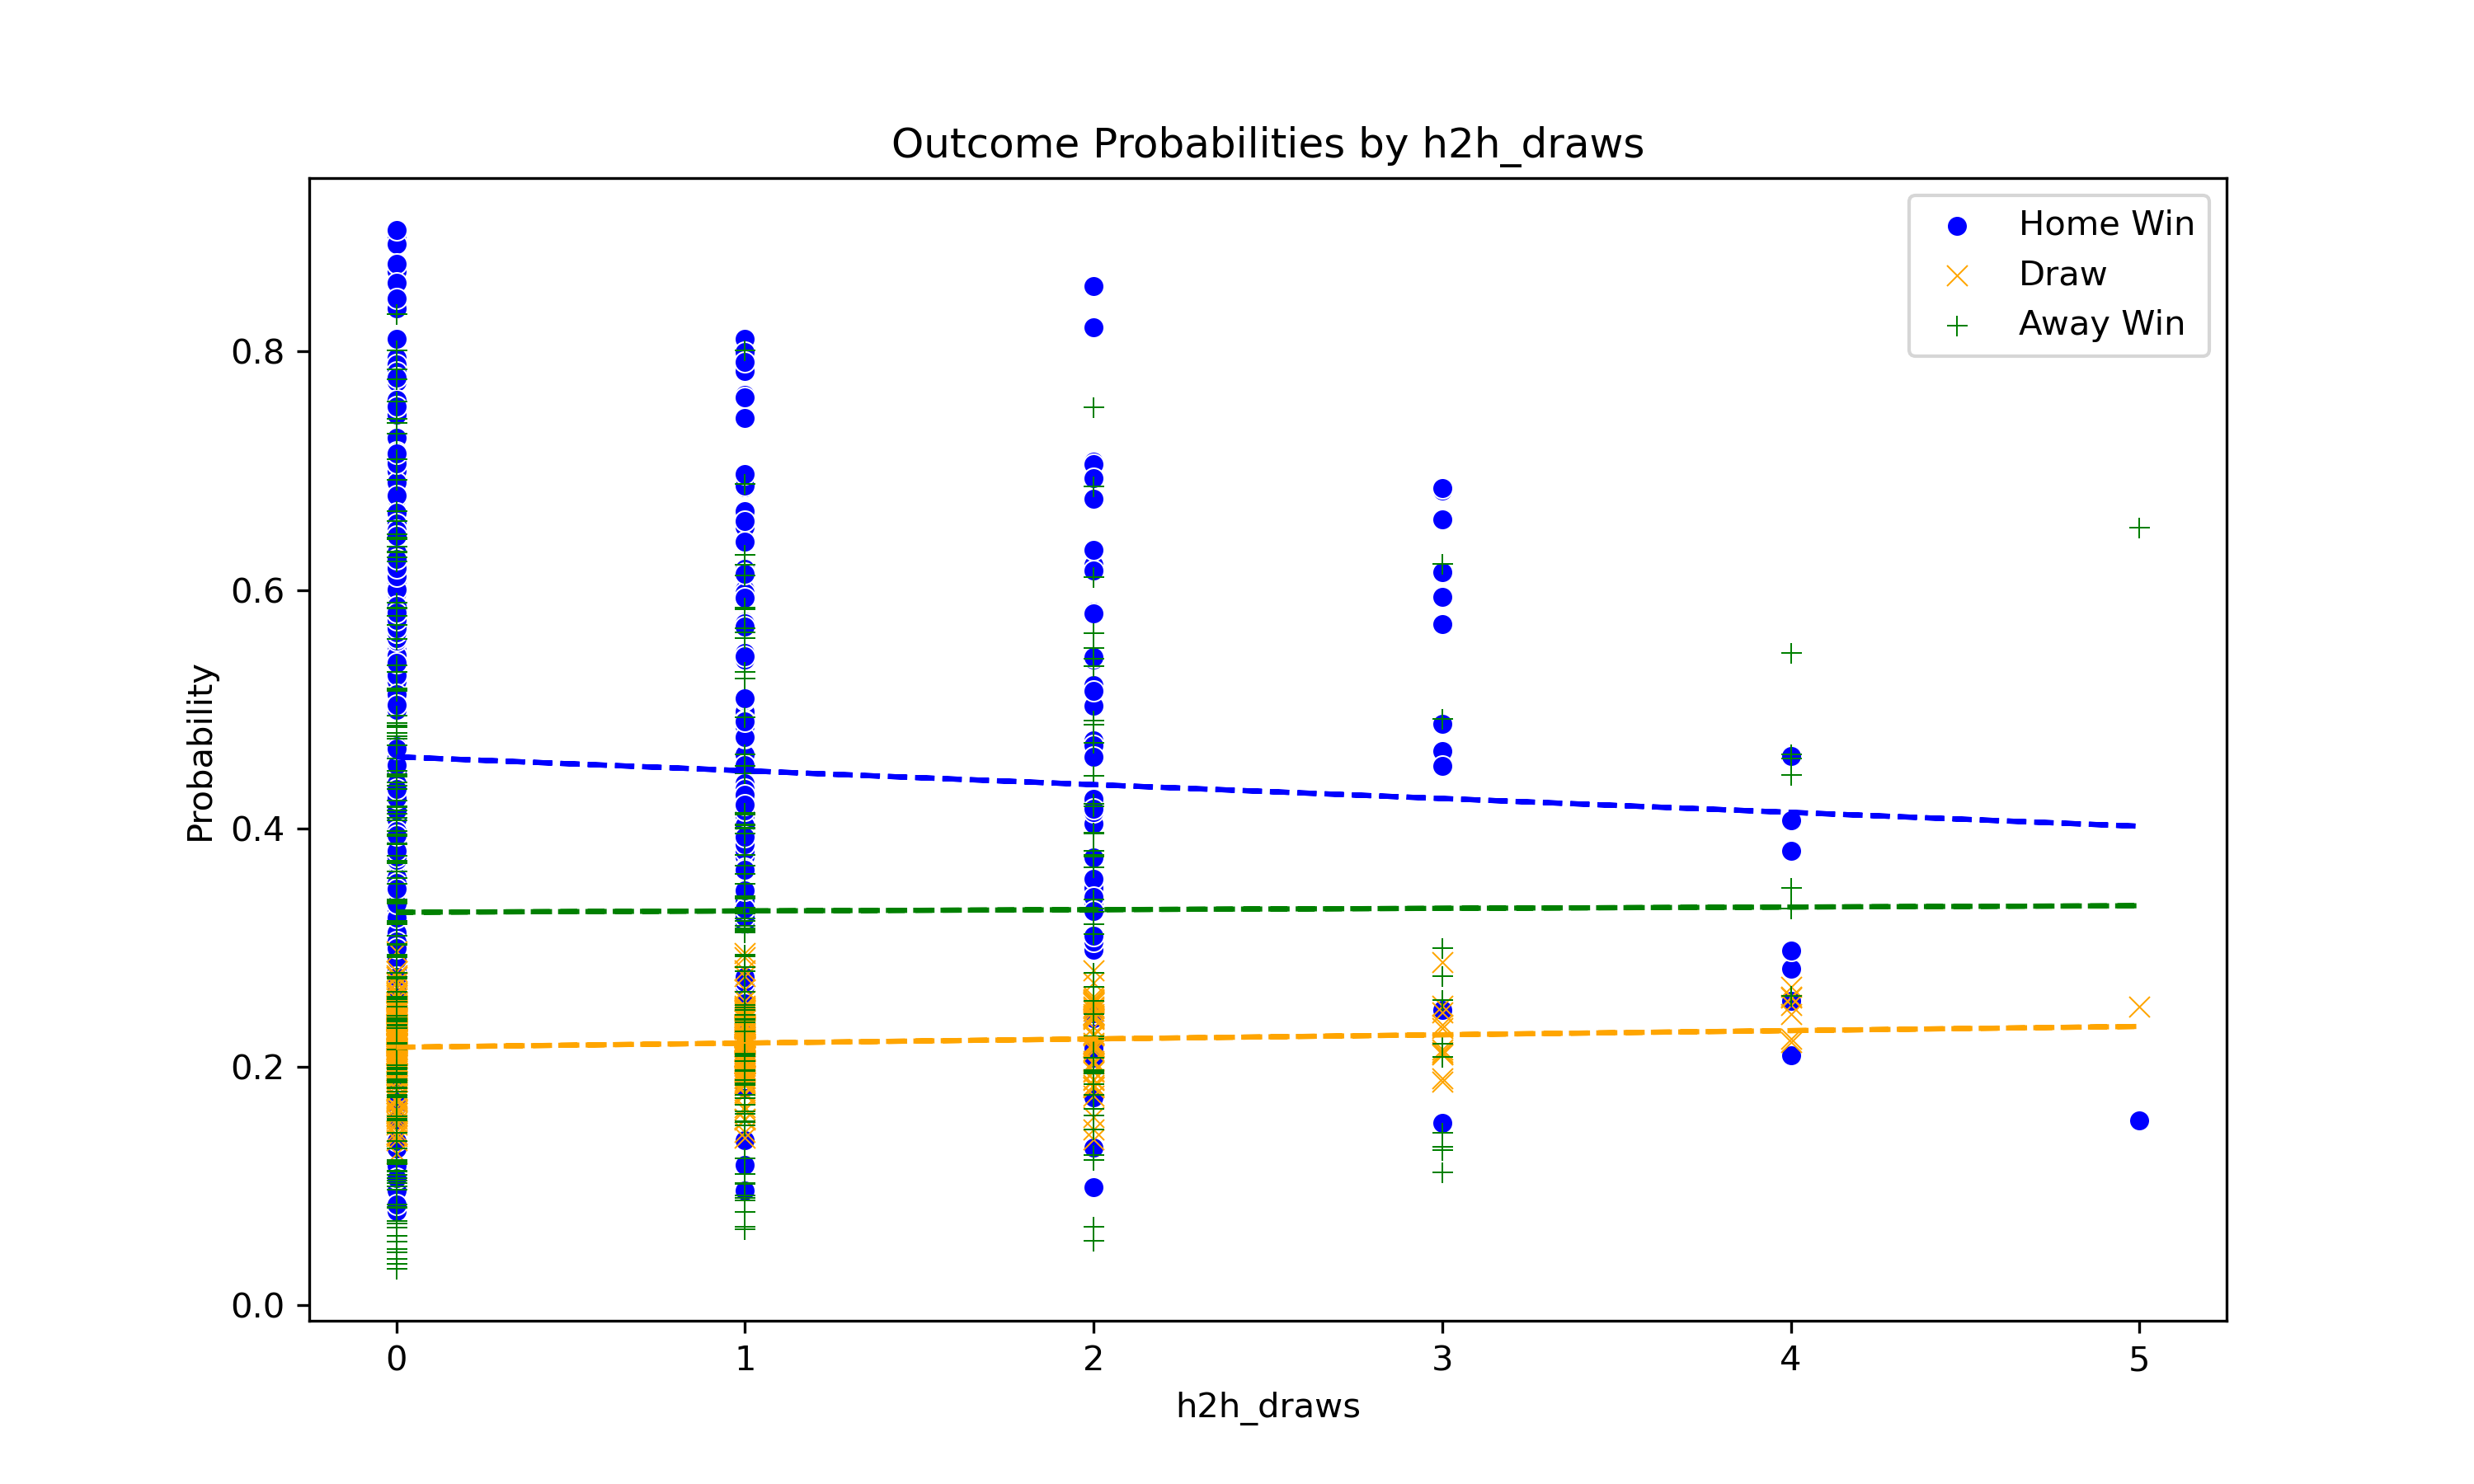 Outcome Probabilities by h2h_draws
Home Win
Draw
Away Win
Probability
0.8
0.6
0.4
0.2
0.0
0 1 2 3 4 5
h2h_draws